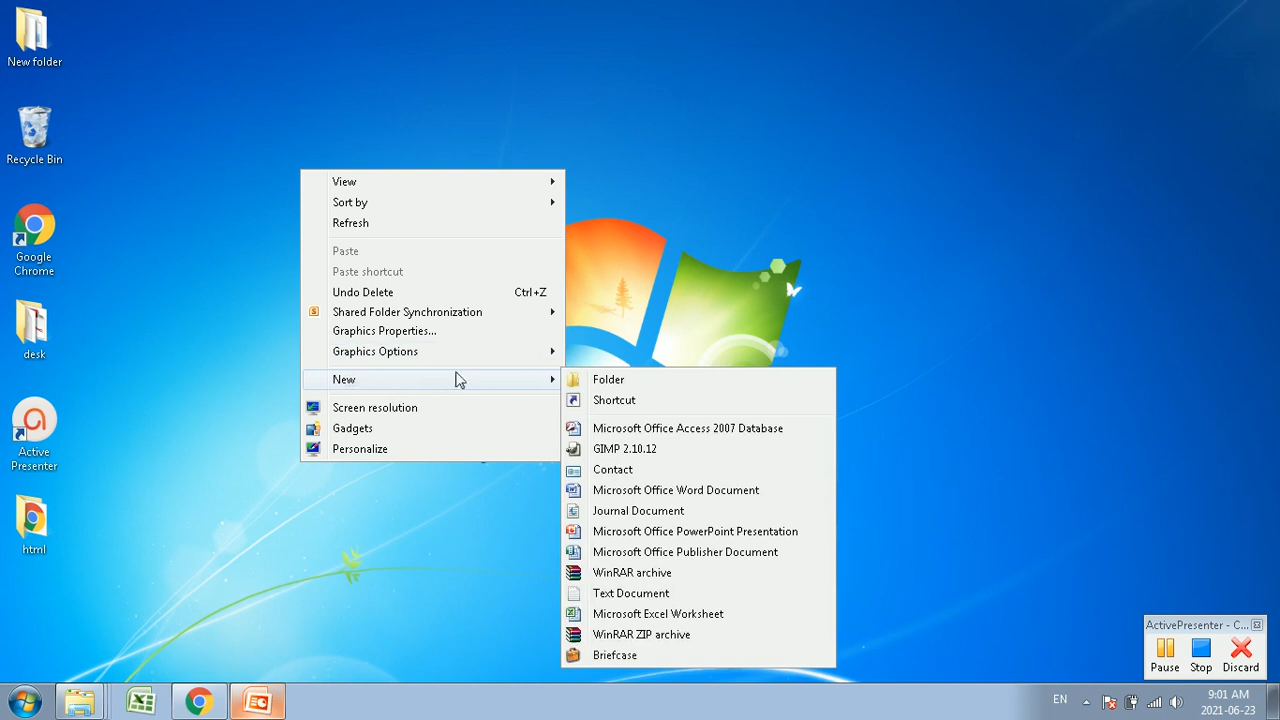 New folder
Recycle Bin
Google
Chrome
desk
Active
Presenter
html
View
Sort by
Refresh
Paste
Paste shortcut
Undo Delete Ctrl+Z
Shared Folder Synchronization
Graphics Properties...
Graphics Options
New
Screen resolution
Gadgets
Personalize
Folder
Shortcut
Microsoft Office Access 2007 Database
GIMP 2.10.12
Contact
Microsoft Office Word Document
Journal Document
Microsoft Office PowerPoint Presentation
Microsoft Office Publisher Document
WinRAR archive
Text Document
Microsoft Excel Worksheet
WinRAR ZIP archive
Briefcase
ActivePresenter - C...
Pause Stop Discard
EN
9:01 AM
2021-06-23